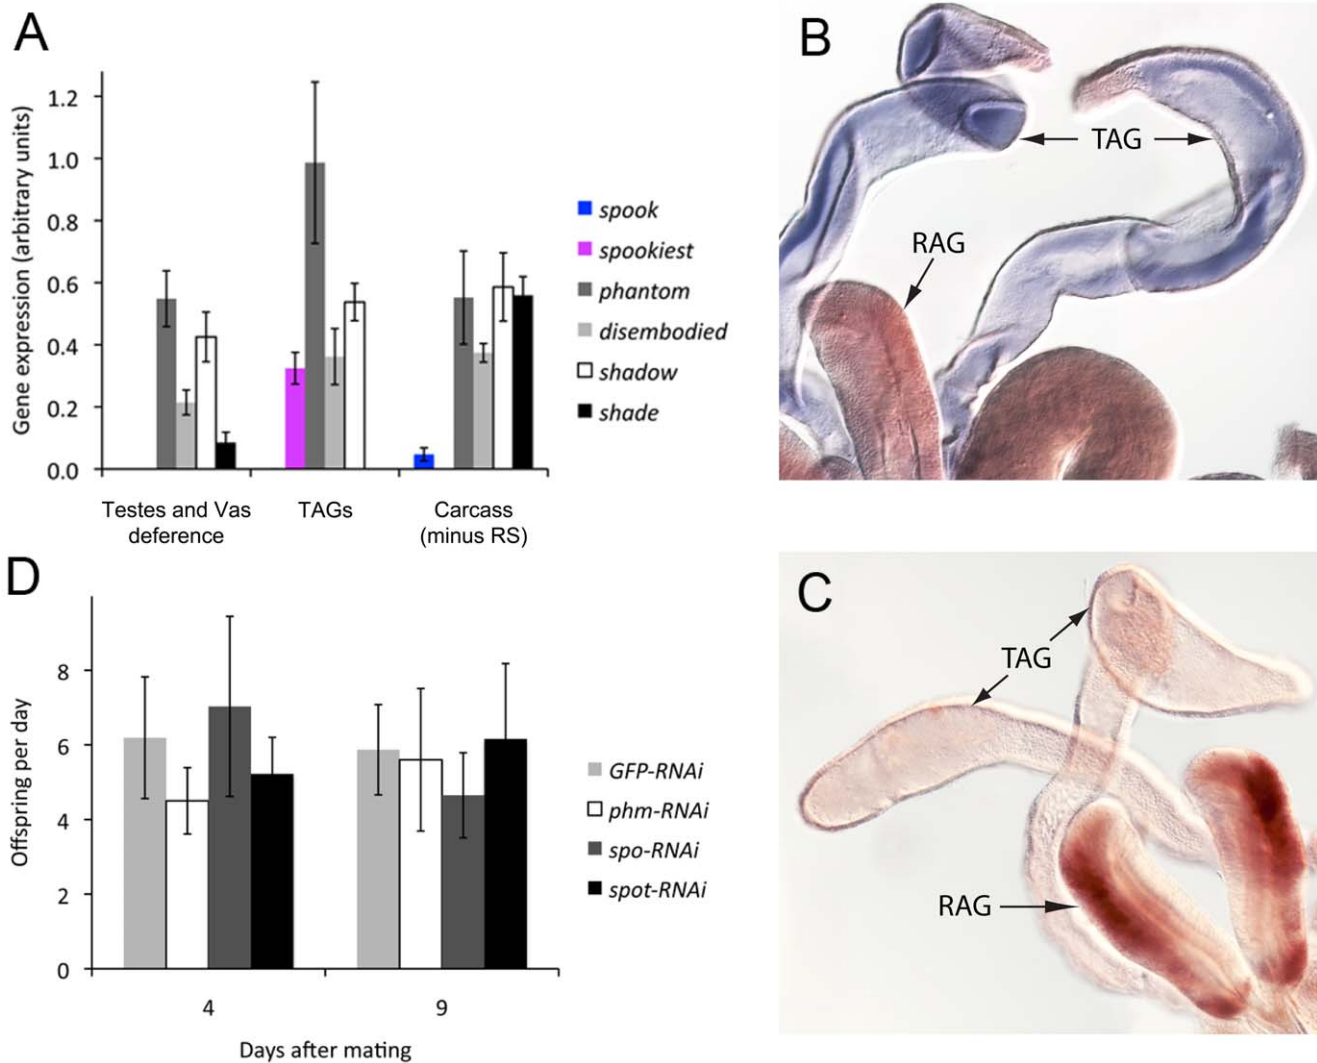 A
Gene expression (arbitrary units)
1.2
1.0
0.8
0.6
0.4
0.2
0.0
Testes and Vas
deference
TAGs
Carcass
(minus RS)
spook
spookiest
phantom
disembodied
shadow
shade
B
TAG
RAG
D
Offspring per day
8
6
4
2
0
4
9
Days after mating
GFP-RNAi
phm-RNAi
spo-RNAi
spot-RNAi
C
TAG
RAG